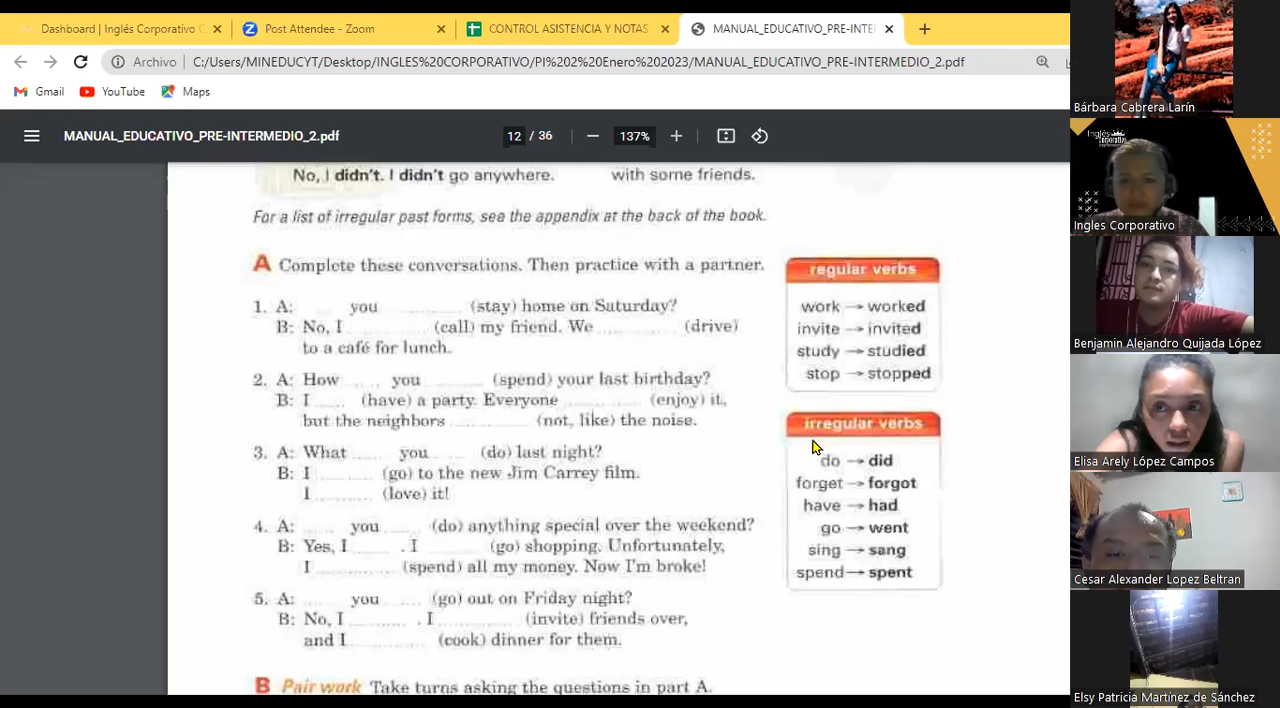 Dashboard | Inglés Corporativo C
Post Attendee - Zoom
CONTROL ASISTENCIA Y NOTAS
MANUAL_EDUCATIVO_PRE-INTER
Archivo | C:/Users/MINEDUCYT/Desktop/INGLES%20CORPORATIVO/PI%202%20Enero%202023/MANUAL_EDUCATIVO_PRE-INTERMEDIO_2.pdf
Gmail YouTube Maps
MANUAL_EDUCATIVO_PRE-INTERMEDIO_2.pdf
12 / 36
137%
No, I didn't. I didn't go anywhere. with some friends.
For a list of irregular past forms, see the appendix at the back of the book.
A Complete these conversations. Then practice with a partner.
1. A: you (stay) home on Saturday?
B: No, I (call) my friend. We (drive)
to a café for lunch.
2. A: How you (spend) your last birthday?
B: I (have) a party. Everyone (enjoy) it,
but the neighbors (not, like) the noise.
3. A: What you (do) last night?
B: I (go) to the new Jim Carrey film.
I (love) it!
4. A: you (do) anything special over the weekend?
B: Yes, I . I (go) shopping. Unfortunately,
I (spend) all my money. Now I'm broke!
5. A: you (go) out on Friday night?
B: No, I . I (invite) friends over,
and I (cook) dinner for them.
B Pair work Take turns asking the questions in part A.
regular verbs
work → worked
invite → invited
study → studied
stop → stopped
irregular verbs
do → did
forget → forgot
have → had
go → went
sing → sang
spend → spent
Bárbara Cabrera Larín
Inglés
Corporativo
Ingles Corporativo
Benjamin Alejandro Quijada López
Elisa Arely López Campos
Cesar Alexander Lopez Beltran
Elsy Patricia Martínez de Sánchez